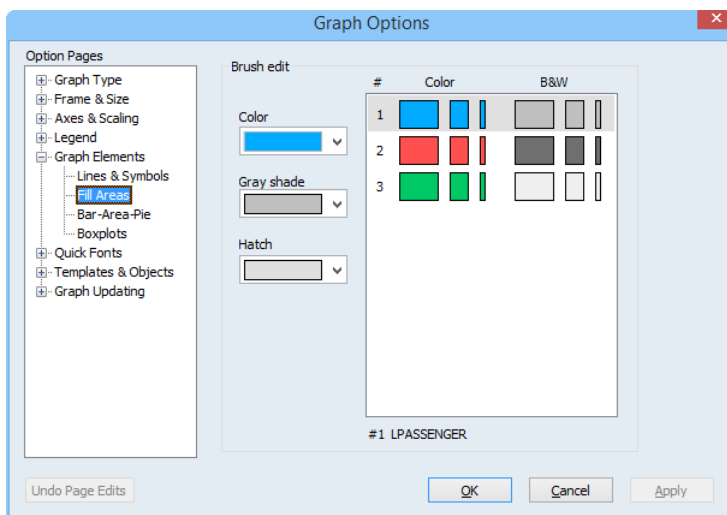 Graph Options
Option Pages
Graph Type
Frame & Size
Axes & Scaling
Legend
Graph Elements
Lines & Symbols
Fill Areas
Bar-Area-Pie
Boxplots
Quick Fonts
Templates & Objects
Graph Updating
Brush edit
Color
Gray shade
Hatch
# Color B&W
1
2
3
#1 LPASSENGER
Undo Page Edits
OK
Cancel
Apply